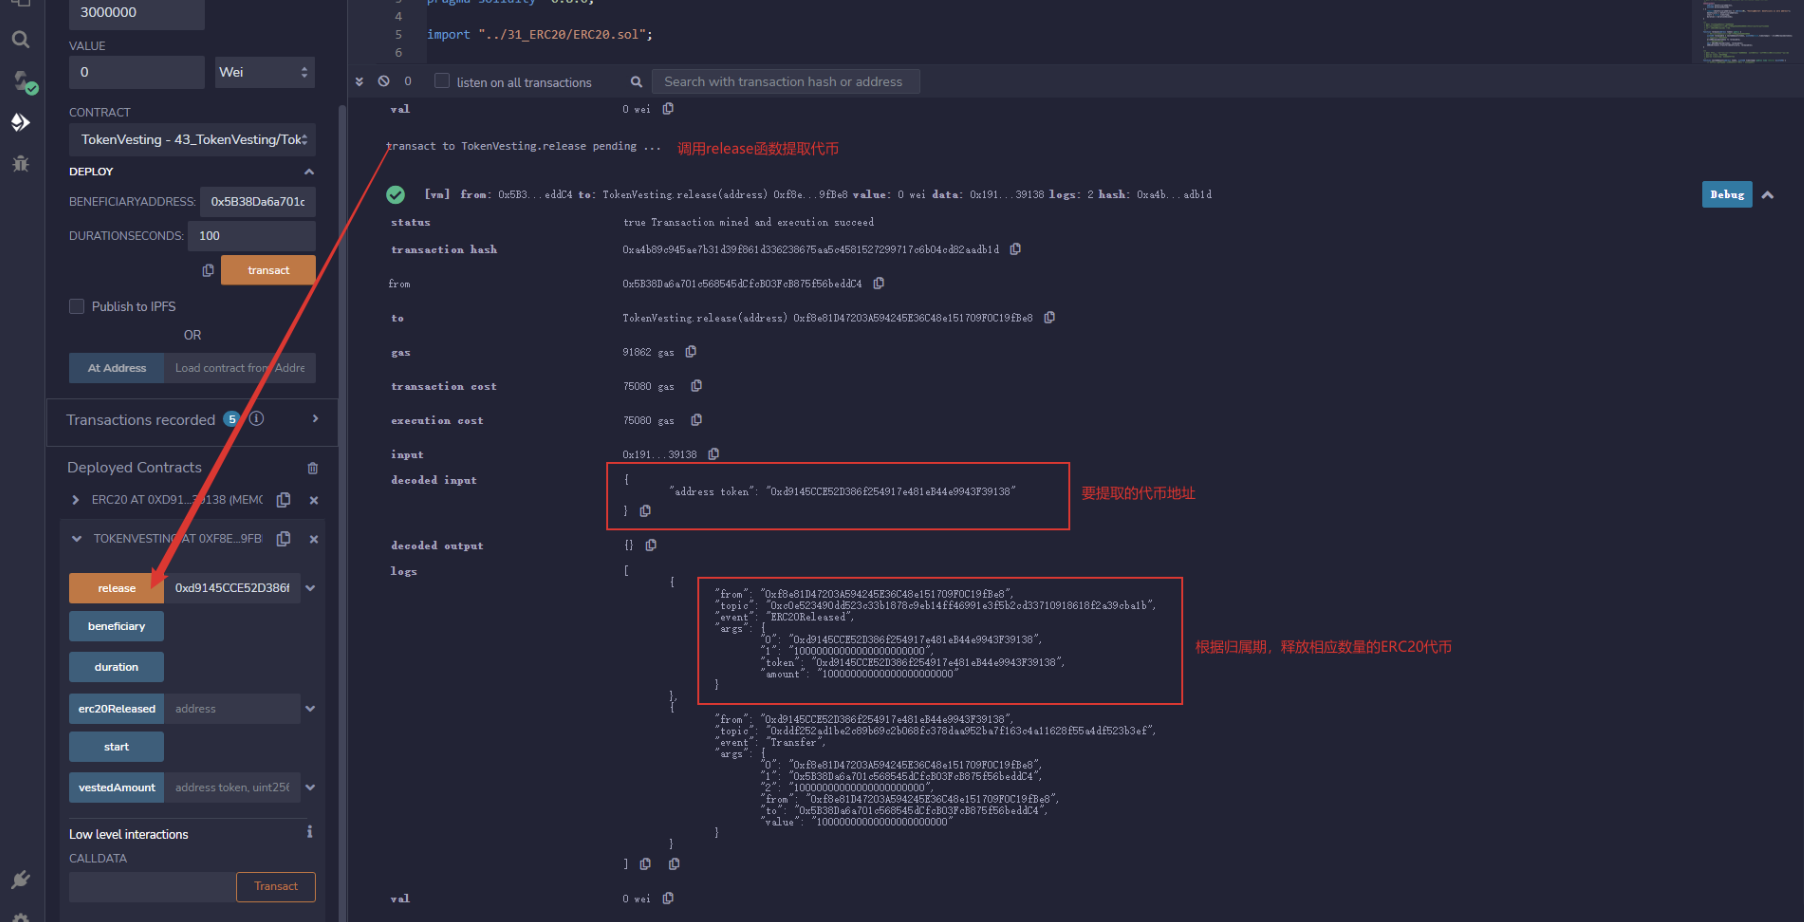 3000000
VALUE
0
Wei
CONTRACT
TokenVesting - 43_TokenVesting/Tok
DEPLOY
BENEFICIARYADDRESS: 0x5B38Da6a701c
DURATIONSECONDS: 100
transact
Publish to IPFS
OR
At Address
Load contract from Addre
Transactions recorded 5
Deployed Contracts
ERC20 AT 0XD91...39138 (MEMO
TOKENVESTING AT 0XF8E...9FB
release
0xd9145CCE52D386f
beneficiary
duration
erc20Released
address
start
vestedAmount
address token, uint256
Low level interactions
CALLDATA
Transact
4
5 import "../31_ERC20/ERC20.sol";
6
0
listen on all transactions
Search with transaction hash or address
val 0 wei
transact to TokenVesting.release pending ...
调用release函数提取代币
[vm] from: 0x5B3...eddC4 to: TokenVesting.release(address) 0xf8e...9fBe8 value: 0 wei data: 0x191...39138 logs: 2 hash: 0xa4b...adb1d
Debug
status true Transaction mined and execution succeed
transaction hash 0xa4b89c945ae7b31d39f861d336238675aa5c4581527299717c6b04cd82aadb1d
from 0x5B38Da6a701c568545dCfcB03FcB875f56beddC4
to TokenVesting.release(address) 0xf8e81D47203A594245E36C48e151709F0C19fBe8
gas 91862 gas
transaction cost 75080 gas
execution cost 75080 gas
input 0x191...39138
decoded input {
"address token": "0xd9145CCE52D386f254917e481eB44e9943F39138"
}
要提取的代币地址
decoded output {}
logs [
{
"from": "0xf8e81D47203A594245E36C48e151709F0C19fBe8",
"topic": "0xc0e523490dd523c33b1878c9eb14ff46991e3f5b2cd33710918618f2a39cba1b",
"event": "ERC20Released",
"args": {
"0": "0xd9145CCE52D386f254917e481eB44e9943F39138",
"token": "0xd9145CCE52D386f254917e481eB44e9943F39138",
}
根据归属期，释放相应数量的ERC20代币
},
{
"from": "0xd9145CCE52D386f254917e481eB44e9943F39138",
"topic": "0xddf252ad1be2c89b69c2b068fc378daa952ba7f163c4a11628f55a4df523b3ef",
"event": "Transfer",
"args": {
"0": "0xf8e81D47203A594245E36C48e151709F0C19fBe8",
"1": "0x5B38Da6a701c568545dCfcB03FcB875f56beddC4",
"from": "0xf8e81D47203A594245E36C48e151709F0C19fBe8",
"to": "0x5B38Da6a701c568545dCfcB03FcB875f56beddC4",
}
}
]
val 0 wei